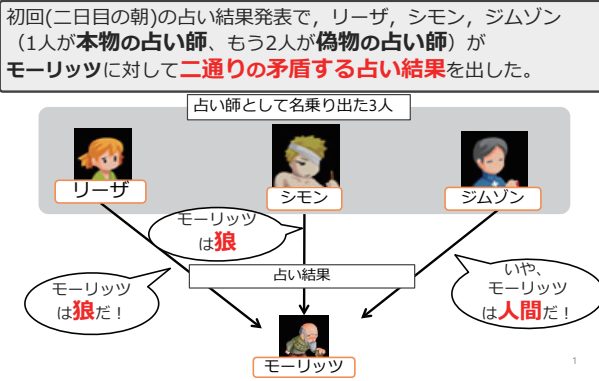 初回(二日目の朝)の占い結果発表で，リーザ，シモン，ジムゾン
（1人が本物の占い師、もう2人が偽物の占い師）が
モーリッツに対して二通りの矛盾する占い結果を出した。
占い師として名乗り出た3人
リーザ
シモン
ジムゾン
モーリッツ
は狼
占い結果
モーリッツ
は狼だ！
いや、
モーリッツ
は人間だ！
モーリッツ
1